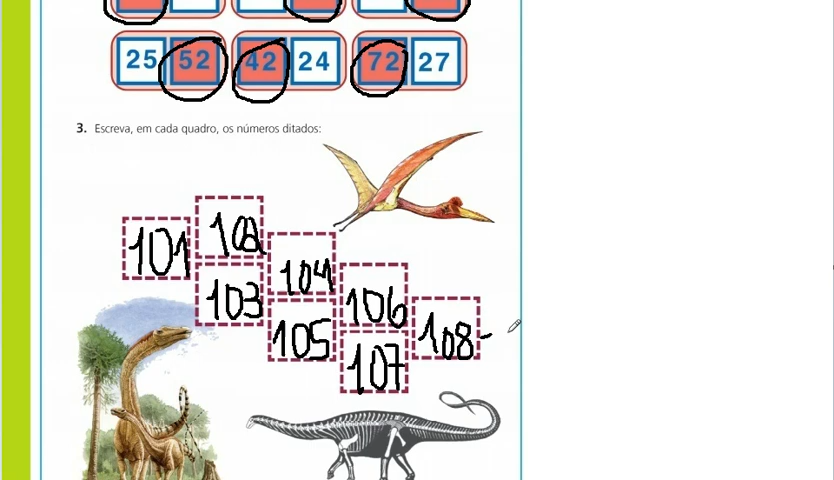 25 52 42 24 72 27
3. Escreva, em cada quadro, os números ditados:
101 102 103 104 105 106 107 108